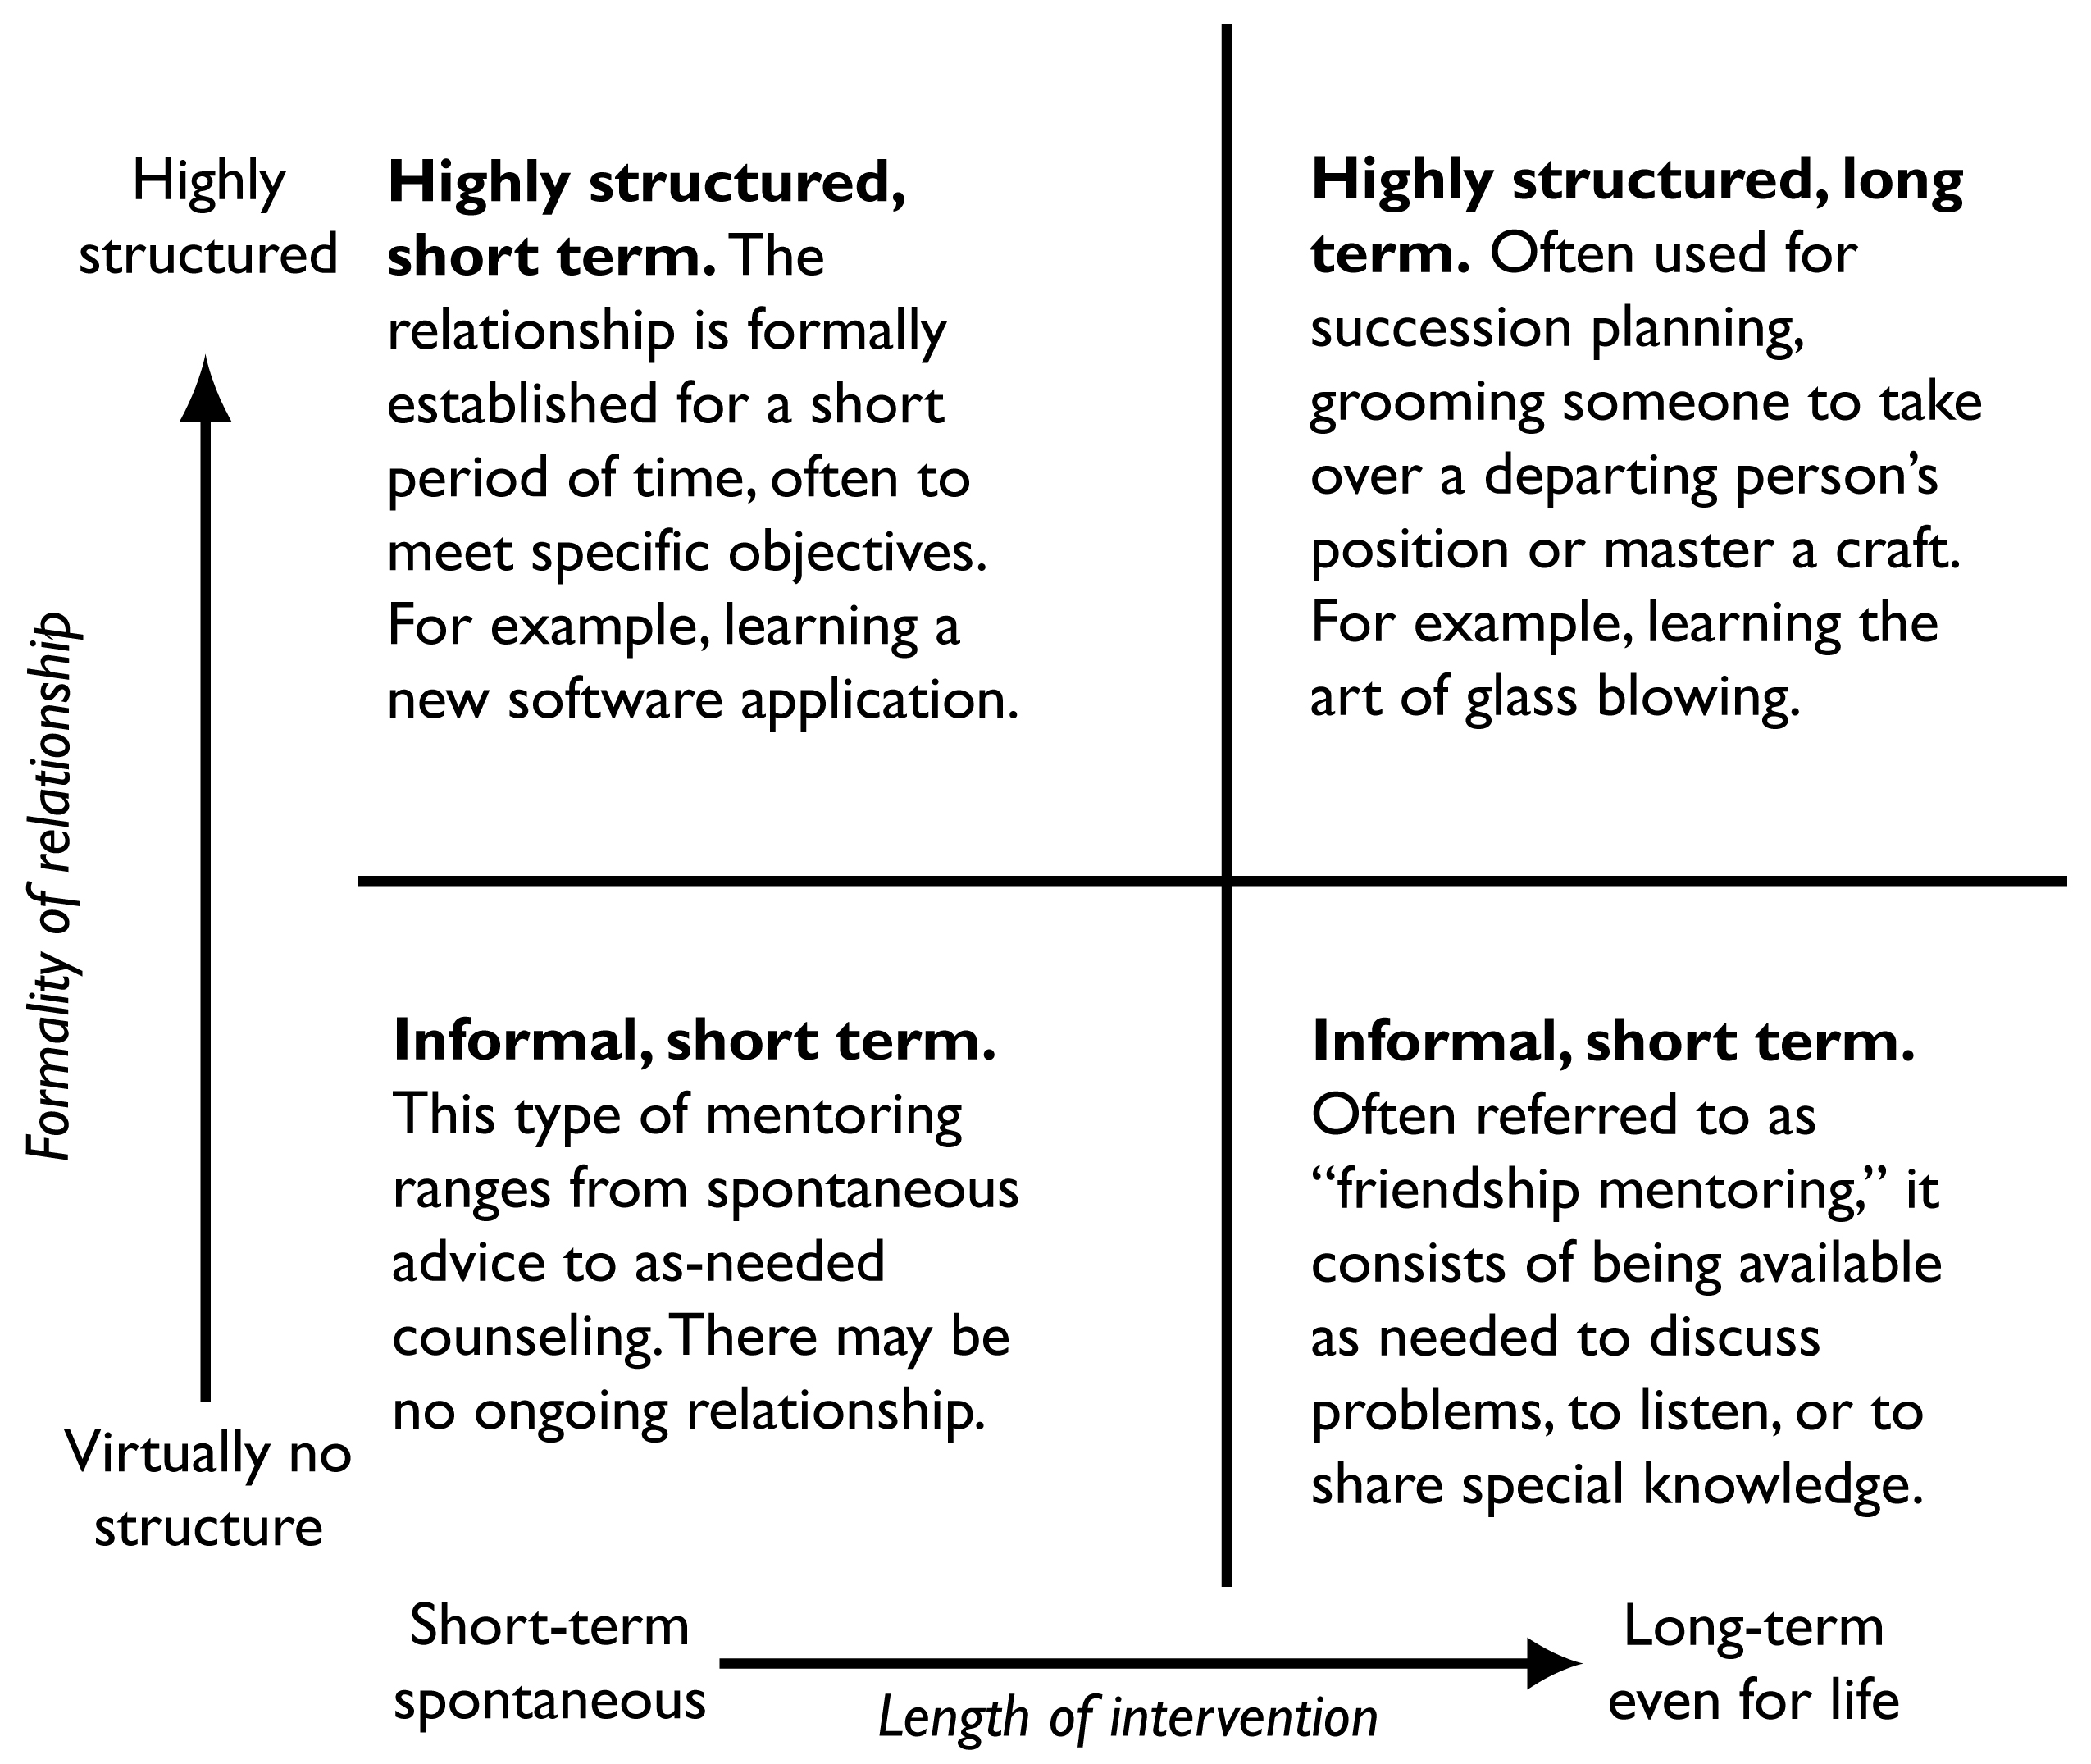 Highly
structured
Formality of relationship
Virtually no
structure
Highly structured,
short term. The
relationship is formally
established for a short
period of time, often to
meet specific objectives.
For example, learning a
new software application.
Highly structured, long
term. Often used for
succession planning,
grooming someone to take
over a departing person’s
position or master a craft.
For example, learning the
art of glass blowing.
Informal, short term.
This type of mentoring
ranges from spontaneous
advice to as-needed
counseling. There may be
no ongoing relationship.
Informal, short term.
Often referred to as
“friendship mentoring,” it
consists of being available
as needed to discuss
problems, to listen, or to
share special knowledge.
Short-term
spontaneous
Length of intervention
Long-term
even for life